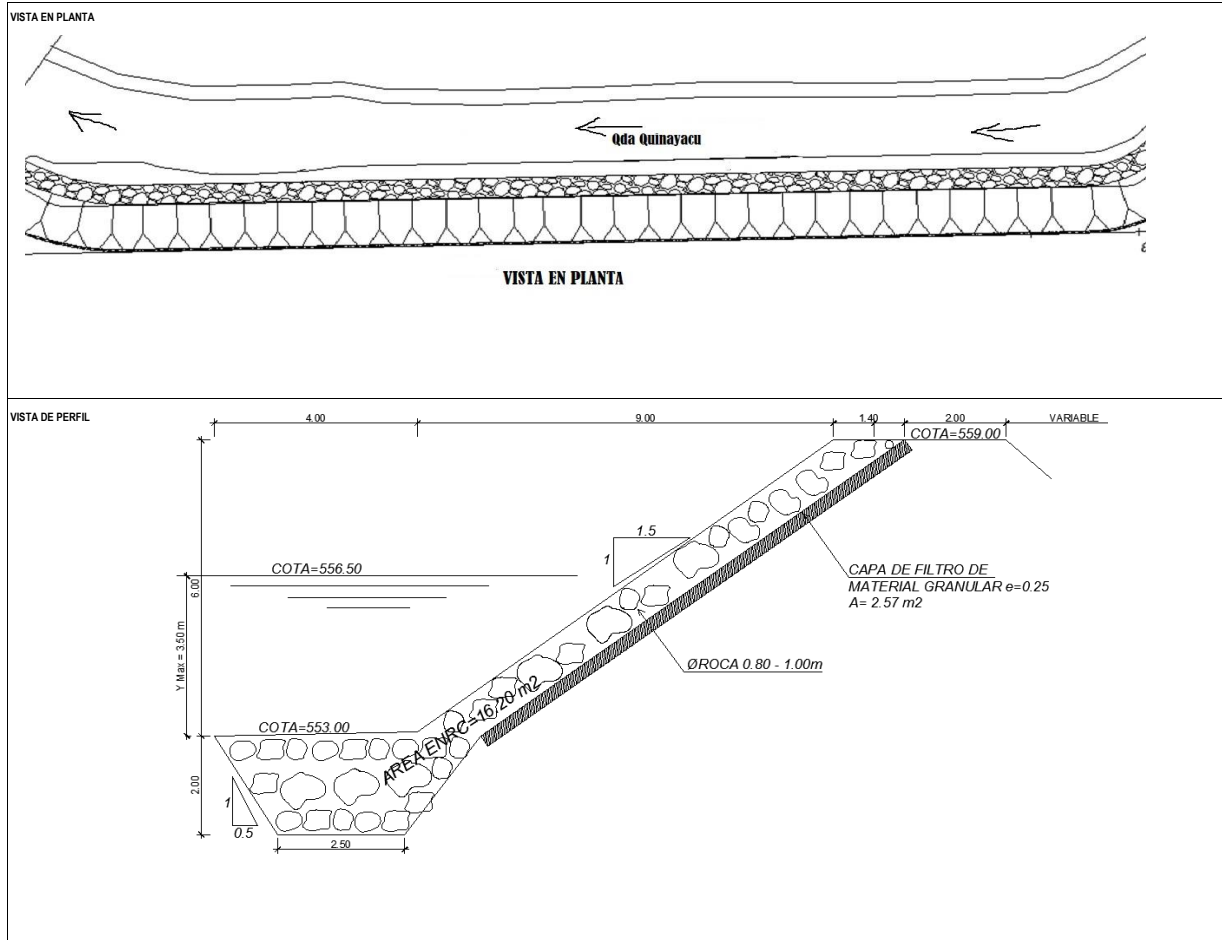 VISTA EN PLANTA
Qda Quinayacu
VISTA EN PLANTA
VISTA DE PERFIL
4.00
9.00
1.40
2.00
VARIABLE
COTA=559.00
1.5
1
COTA=556.50
6.00
CAPA DE FILTRO DE
MATERIAL GRANULAR e=0.25
A= 2.57 m2
Y Max = 3.50 m
ØROCA 0.80 - 1.00m
COTA=553.00
AREA ENRC=16.20 m2
2.00
1
0.5
2.50